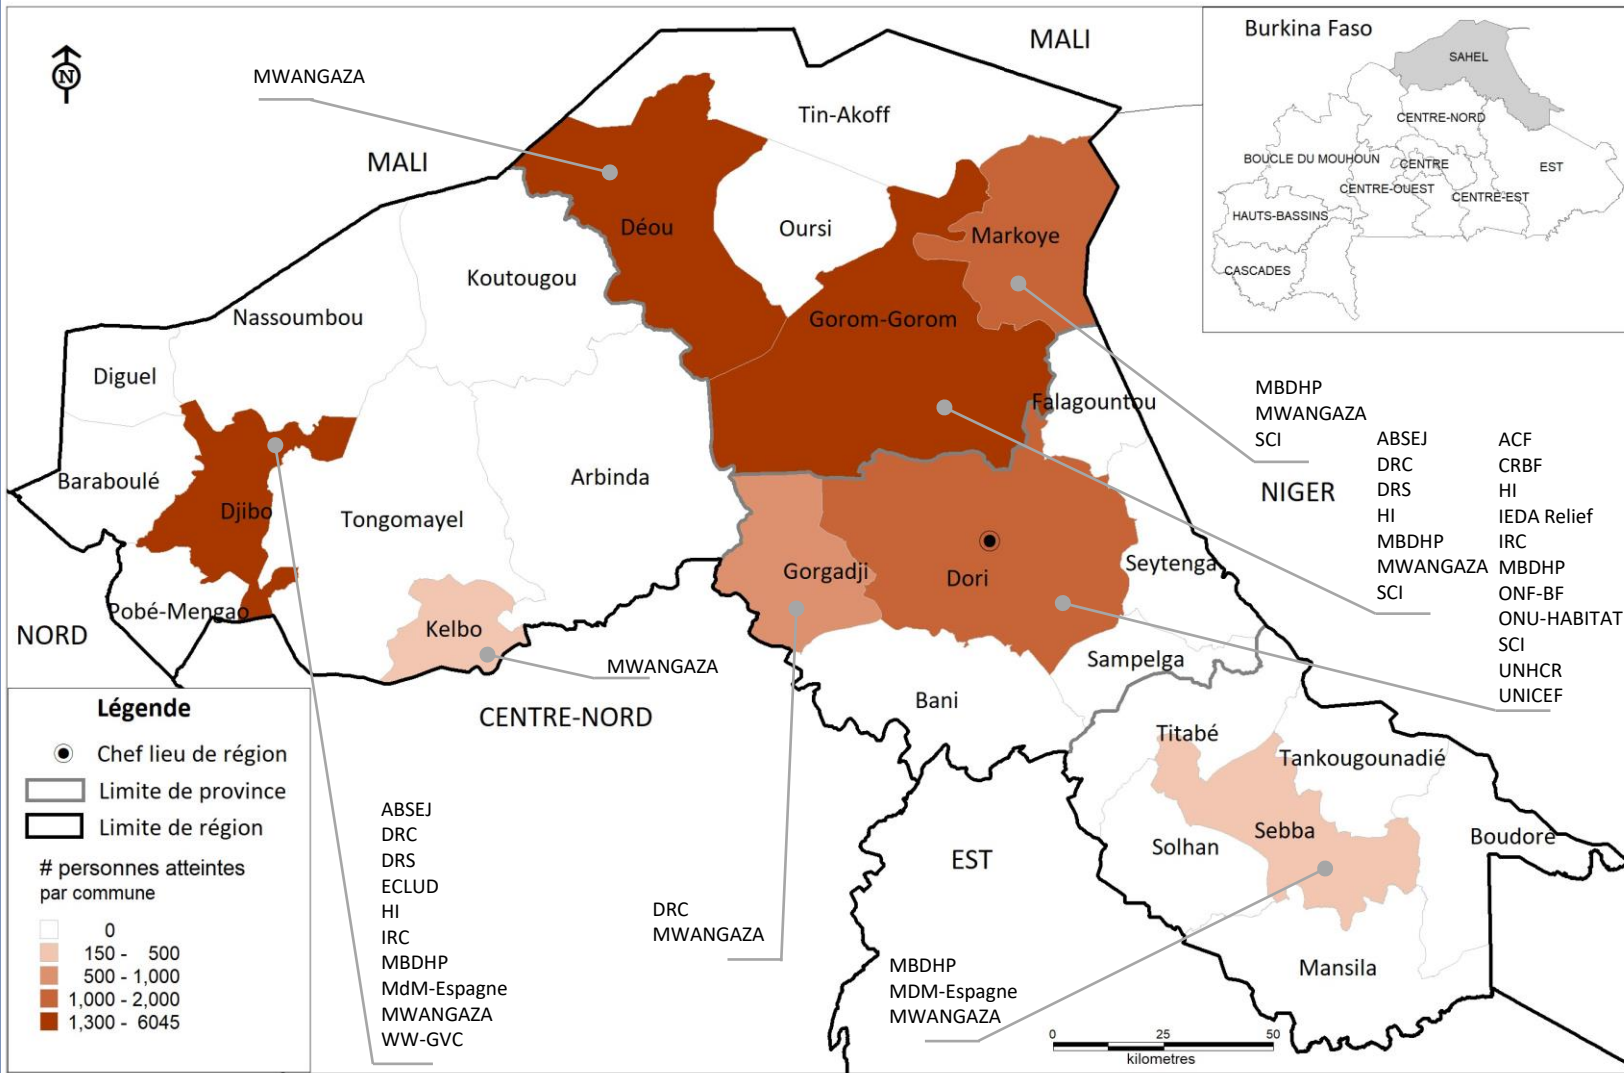 MALI
Burkina Faso
SAHEL
CENTRE-NORD
BOUCLE DU MOUHOUN
CENTRE
EST
CENTRE-OUEST
CENTRE-EST
HAUTS-BASSINS
CASCADES
N
MWANGAZA
Tin-Akoff
MALI
Déou
Oursi
Markoye
Koutougou
Nassoumbou
Gorom-Gorom
Diguel
Falagountou
Baraboulé
Djibo
Tongomayel
Arbinda
NIGER
MBDHP
MWANGAZA
SCI
ABSEJ
DRC
DRS
HI
MBDHP
MWANGAZA
SCI
ACF
CRBF
HI
IEDA Relief
IRC
MBDHP
ONF-BF
ONU-HABITAT
SCI
UNHCR
UNICEF
Gorgadji
Dori
Seytenga
Pobé-Mengao
NORD
Kelbo
MWANGAZA
Sampelga
Bani
CENTRE-NORD
Titabé
Tankougounadié
Sebba
Solhan
Boudoré
EST
Mansila
Légende
Chef lieu de région
Limite de province
Limite de région
# personnes atteintes
par commune
0
150 - 500
500 - 1,000
1,000 - 2,000
1,300 - 6045
ABSEJ
DRC
DRS
ECLUD
HI
IRC
MBDHP
MdM-Espagne
MWANGAZA
WW-GVC
DRC
MWANGAZA
MBDHP
MDM-Espagne
MWANGAZA
0 25 50
kilometres